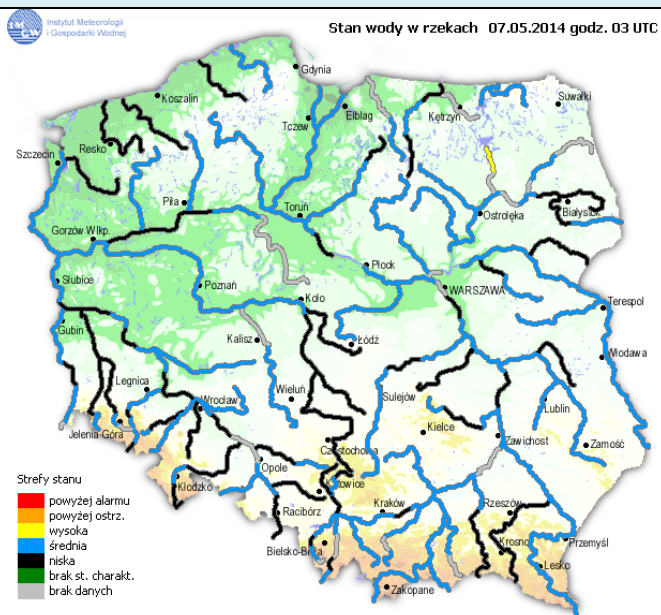 IMGW
Instytut Meteorologii
i Gospodarki Wodnej
Stan wody w rzekach 07.05.2014 godz. 03 UTC
Gdynia
Koszalin
Suwałki
Tczew
Elbląg
Kętrzyn
Resko
Szczecin
Piła
Toruń
Ostrołęka
Białystok
Gorzów Wlkp.
Płock
Słubice
Poznań
Koło
WARSZAWA
Terespol
Gubin
Kalisz
Łódź
Włodawa
Legnica
Wieluń
Sulejów
Wrocław
Lublin
Jelenia Góra
Kielce
Zawichost
Zamość
Częstochowa
Opole
Kłodzko
Katowice
Kraków
Rzeszów
Racibórz
Bielsko-Biała
Krosno
Przemyśl
Lesko
Zakopane
Strefy stanu
powyżej alarmu
powyżej ostrz.
wysoka
średnia
niska
brak st. charakt.
brak danych